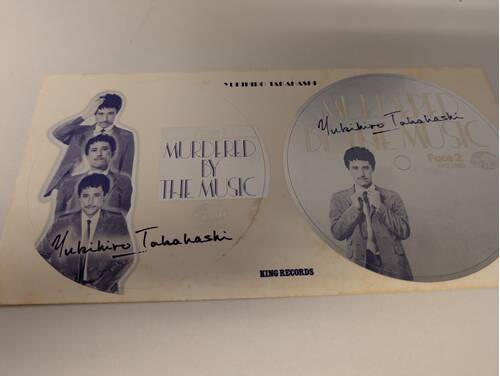 YUKIHIRO TAKAHASHI
MURDERED
BY
THE MUSIC
Yukihiro Takahashi
MURDERED
Yukihiro Takahashi
BY THE MUSIC
Face 2
KING RECORDS